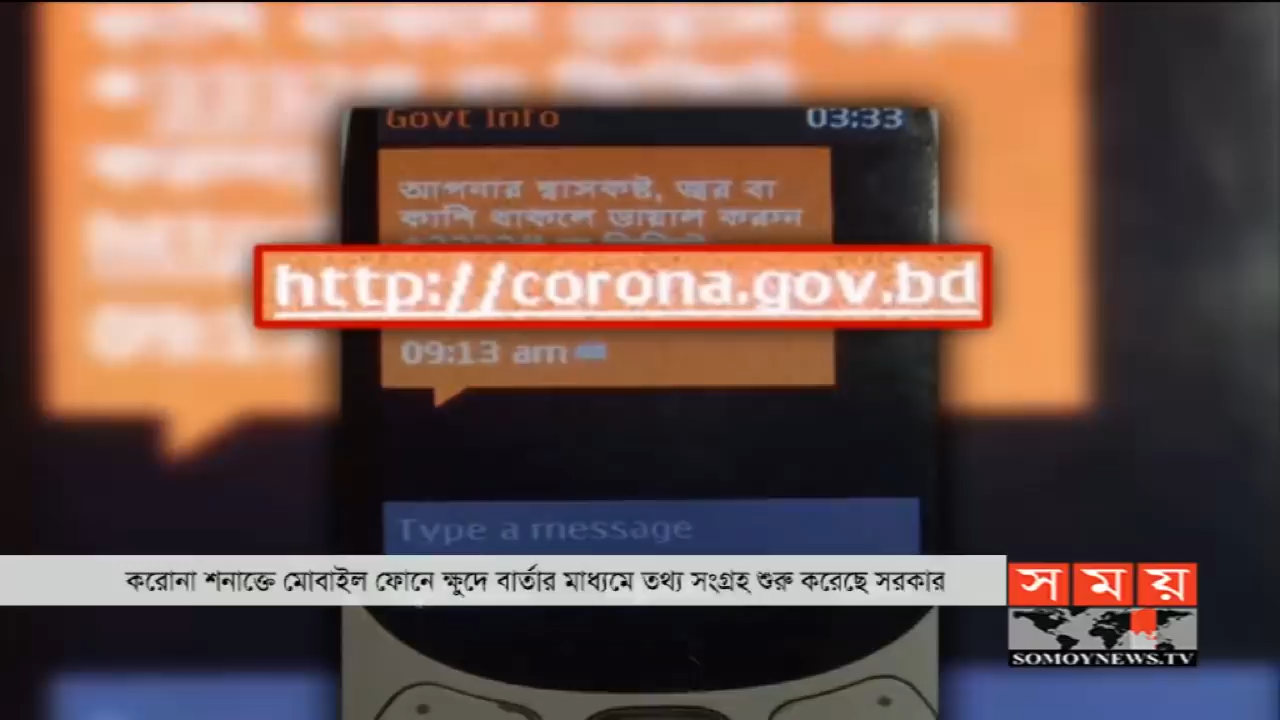 Govt Info 03:33
আপনার শ্বাসকষ্ট, জ্বর বা
কাশি থাকলে ডায়াল করুন
http://corona.gov.bd
09:13 am
Type a message
করোনা শনাক্তে মোবাইল ফোনে ক্ষুদে বার্তার মাধ্যমে তথ্য সংগ্রহ শুরু করেছে সরকার
সময়
SOMOYNEWS.TV